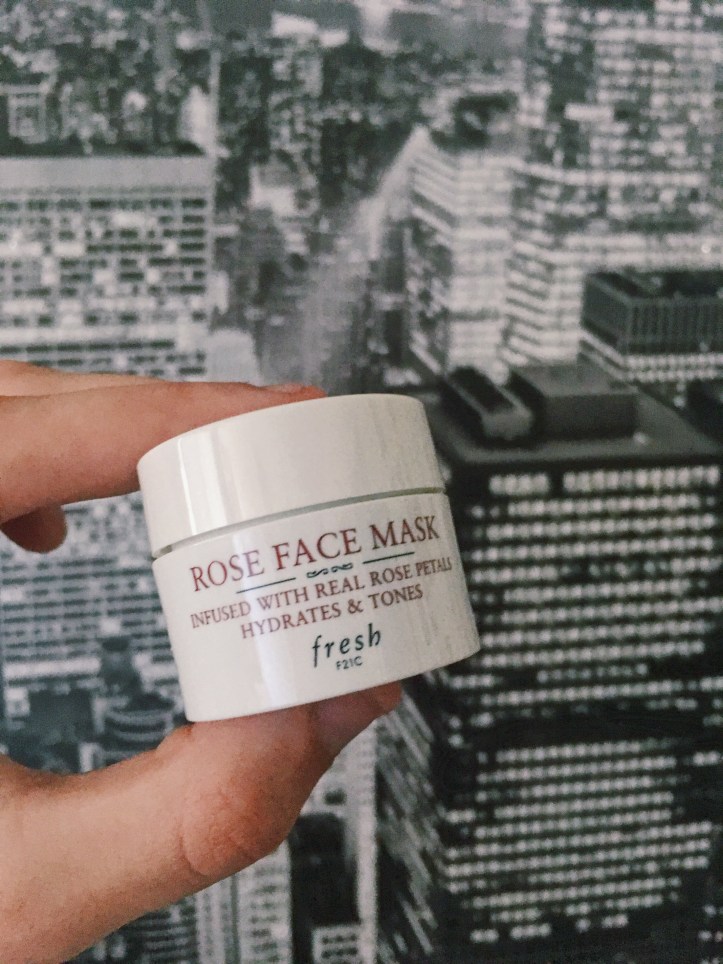 ROSE FACE MASK
INFUSED WITH REAL ROSE PETALS
HYDRATES & TONES
fresh
F21C